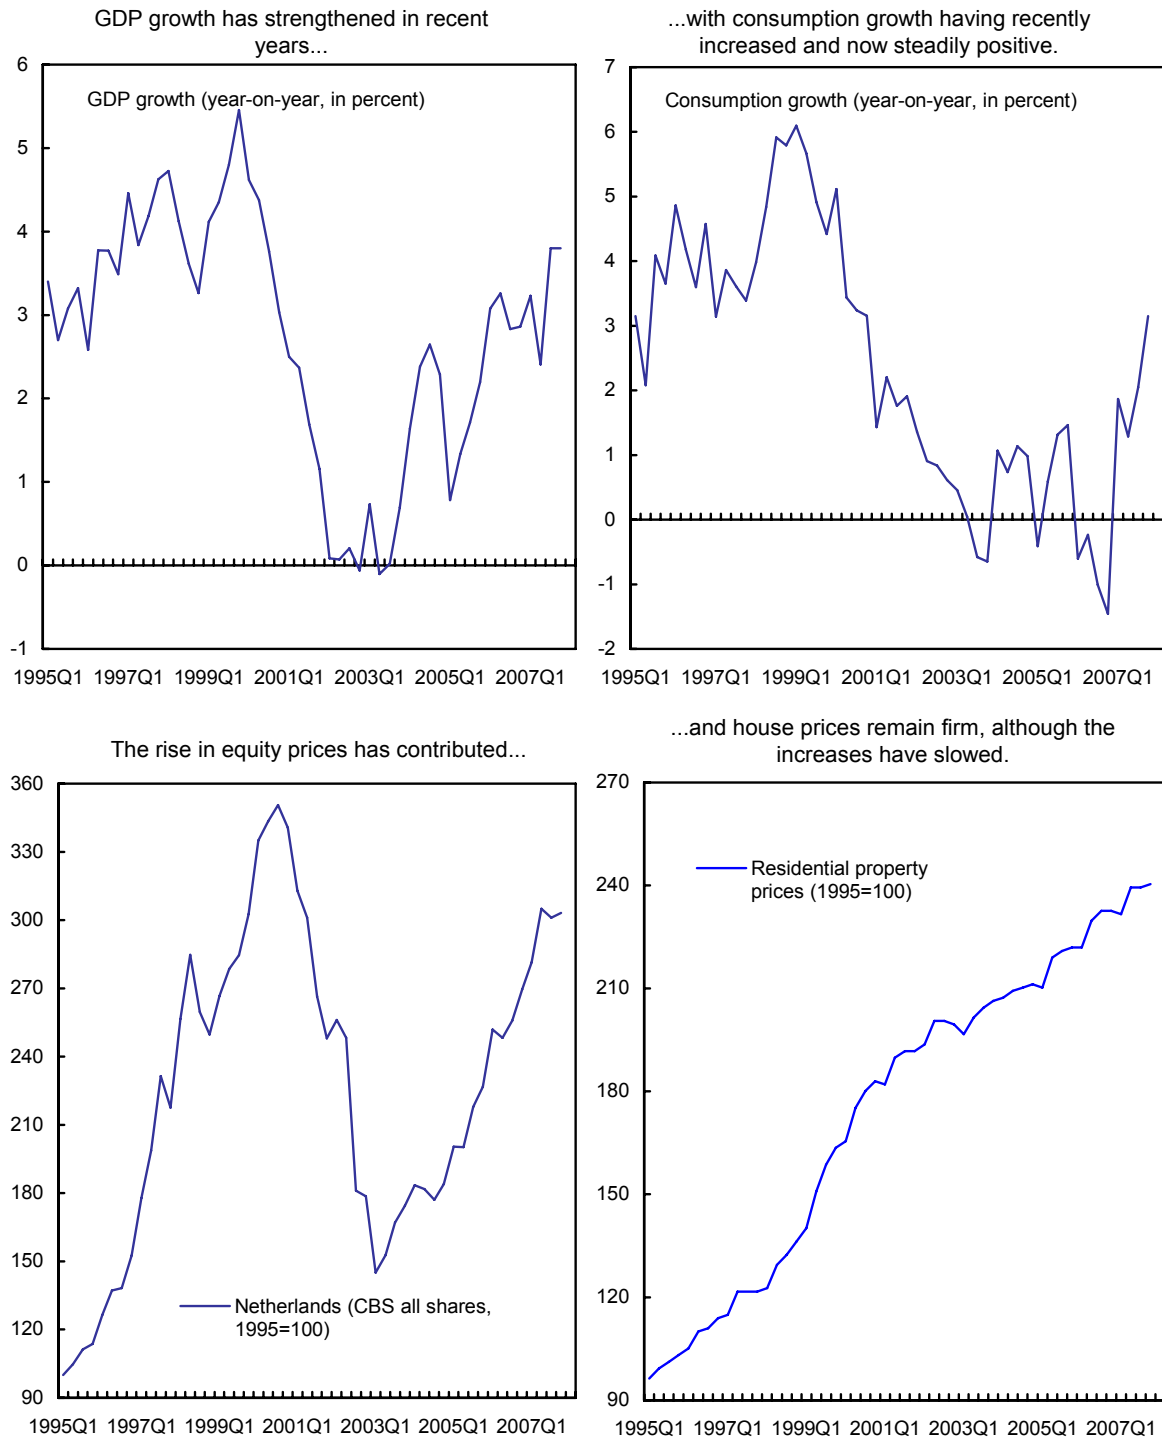 GDP growth has strengthened in recent
years...
GDP growth (year-on-year, in percent)
6
5
4
3
2
1
0
-1
1995Q1 1997Q1 1999Q1 2001Q1 2003Q1 2005Q1 2007Q1
...with consumption growth having recently
increased and now steadily positive.
Consumption growth (year-on-year, in percent)
7
6
5
4
3
2
1
0
-1
-2
1995Q1 1997Q1 1999Q1 2001Q1 2003Q1 2005Q1 2007Q1
The rise in equity prices has contributed...
360
330
300
270
240
210
180
150
120
90
Netherlands (CBS all shares,
1995=100)
1995Q1 1997Q1 1999Q1 2001Q1 2003Q1 2005Q1 2007Q1
...and house prices remain firm, although the
increases have slowed.
270
240
210
180
150
120
90
Residential property
prices (1995=100)
1995Q1 1997Q1 1999Q1 2001Q1 2003Q1 2005Q1 2007Q1